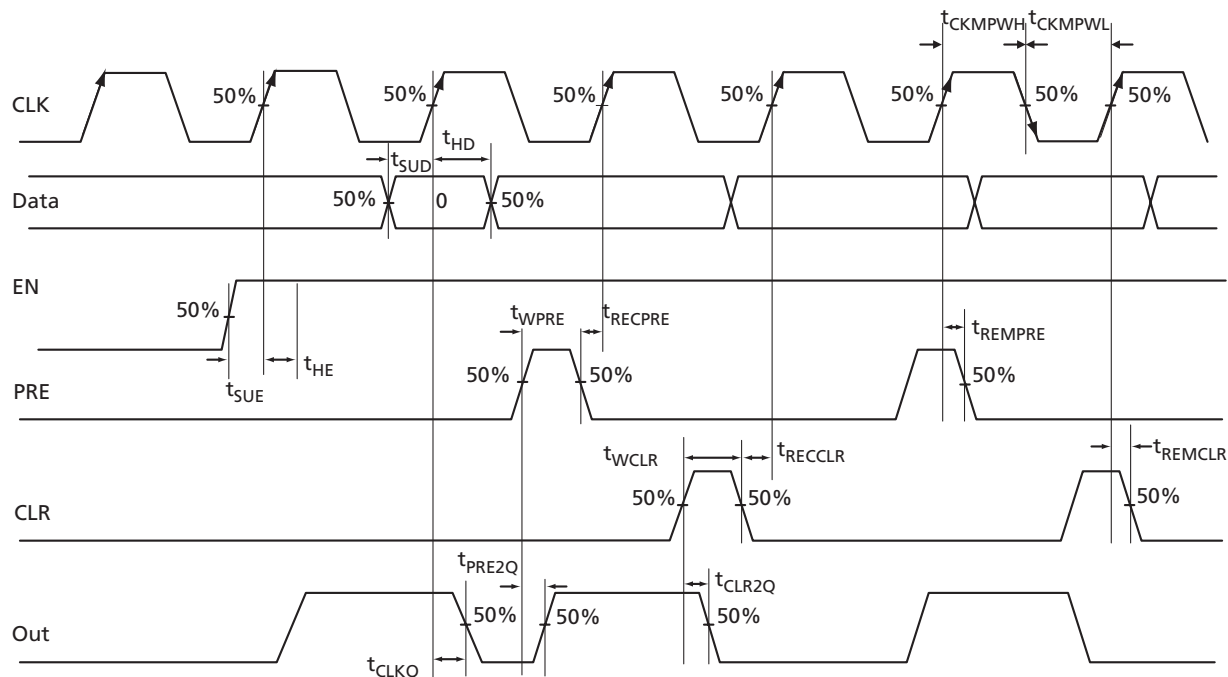 tCKMPWH tCKMPWL
CLK 50% 50% 50% 50% 50% 50% 50%
tSUD tHD
Data 50% 0 50%
EN
50% tWPRE tRECPRE tREMPRE
tSUE tHE
PRE 50% 50% 50%
tWCLR tRECCLR tREMCLR
CLR 50% 50% 50%
tPRE2Q tCLR2Q
Out 50% 50% 50%
tCLKQ